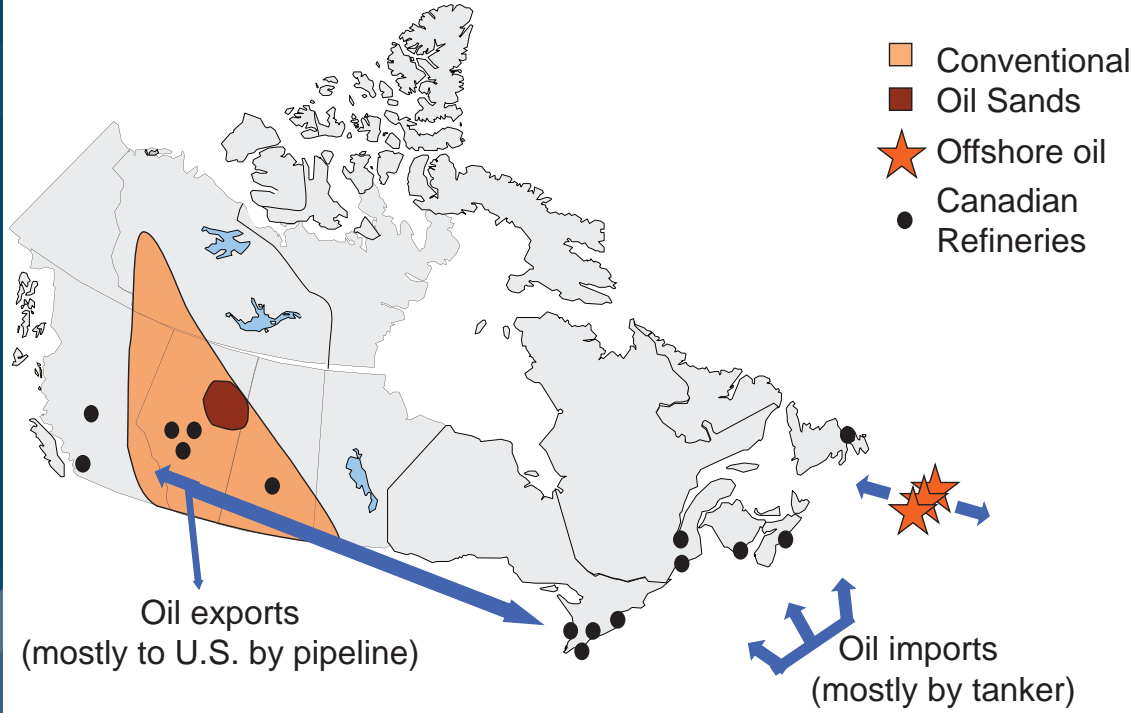 Conventional
Oil Sands
Offshore oil
Canadian
Refineries
Oil exports
(mostly to U.S. by pipeline)
Oil imports
(mostly by tanker)